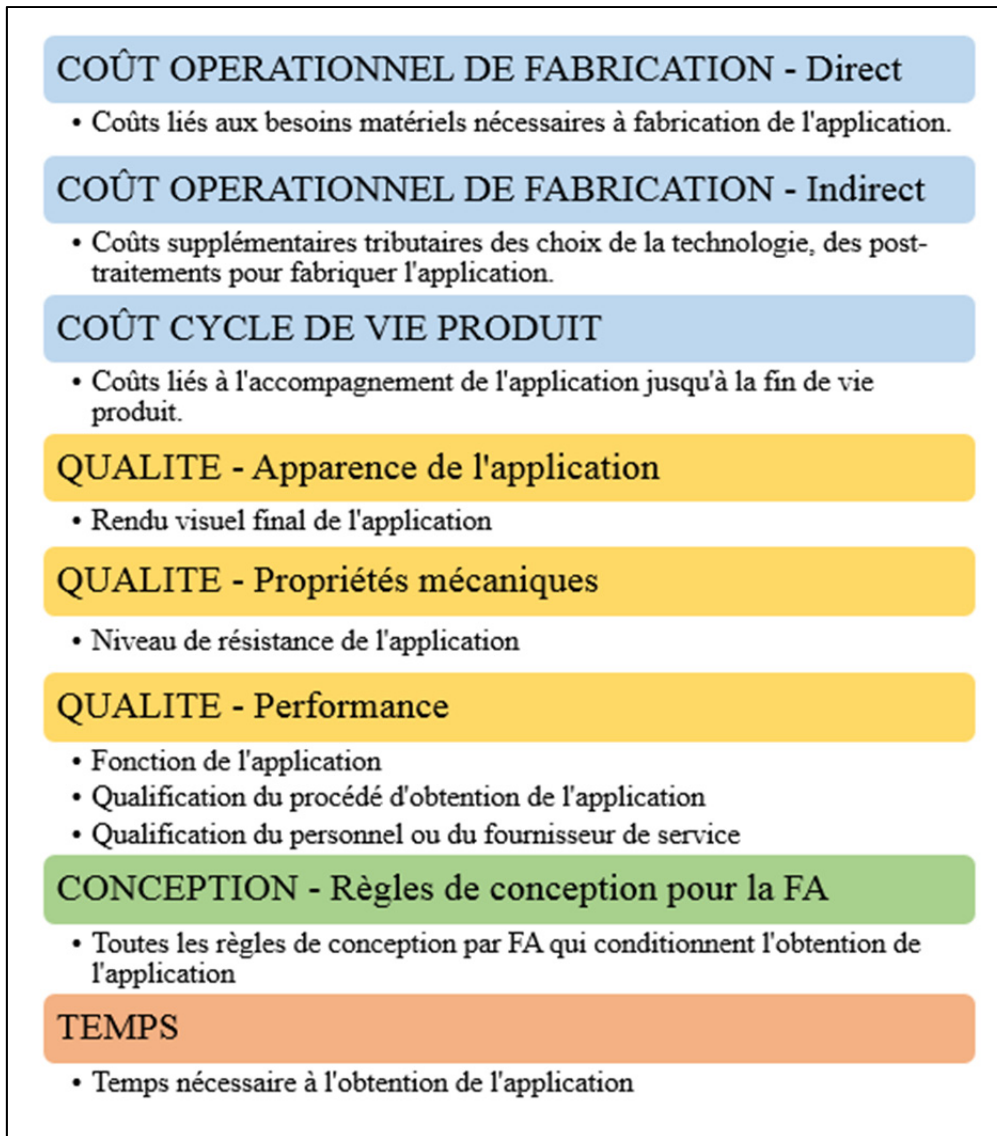 COÛT OPERATIONNEL DE FABRICATION - Direct
• Coûts liés aux besoins matériels nécessaires à fabrication de l'application.
COÛT OPERATIONNEL DE FABRICATION - Indirect
• Coûts supplémentaires tributaires des choix de la technologie, des post-
traitements pour fabriquer l'application.
COÛT CYCLE DE VIE PRODUIT
• Coûts liés à l'accompagnement de l'application jusqu'à la fin de vie
produit.
QUALITE - Apparence de l'application
• Rendu visuel final de l'application
QUALITE - Propriétés mécaniques
• Niveau de résistance de l'application
QUALITE - Performance
• Fonction de l'application
• Qualification du procédé d'obtention de l'application
• Qualification du personnel ou du fournisseur de service
CONCEPTION - Règles de conception pour la FA
• Toutes les règles de conception par FA qui conditionnent l'obtention de
l'application
TEMPS
• Temps nécessaire à l'obtention de l'application